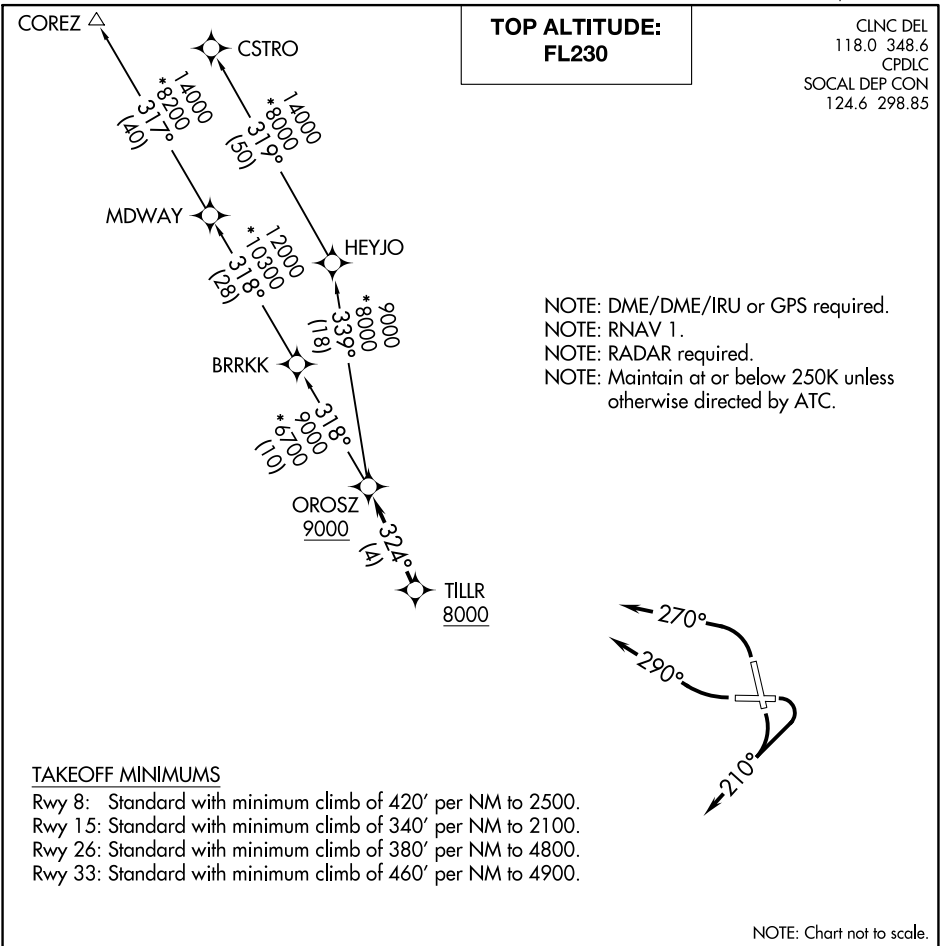 COREZ
CSTRO
TOP ALTITUDE:
FL230
CLNC DEL
118.0 348.6
CPDLC
SOCAL DEP CON
124.6 298.85
14000
*8200
317°
(40)
14000
*8000
319°
(50)
MDWAY
HEYJO
12000
*10300
318°
(28)
9000
*8000
339°
(18)
NOTE: DME/DME/IRU or GPS required.
NOTE: RNAV 1.
NOTE: RADAR required.
NOTE: Maintain at or below 250K unless
otherwise directed by ATC.
BRRKK
318°
9000
*6700
(10)
OROSZ
9000
324°
(4)
TILLR
8000
270°
290°
210°
TAKEOFF MINIMUMS
Rwy 8: Standard with minimum climb of 420' per NM to 2500.
Rwy 15: Standard with minimum climb of 340' per NM to 2100.
Rwy 26: Standard with minimum climb of 380' per NM to 4800.
Rwy 33: Standard with minimum climb of 460' per NM to 4900.
NOTE: Chart not to scale.